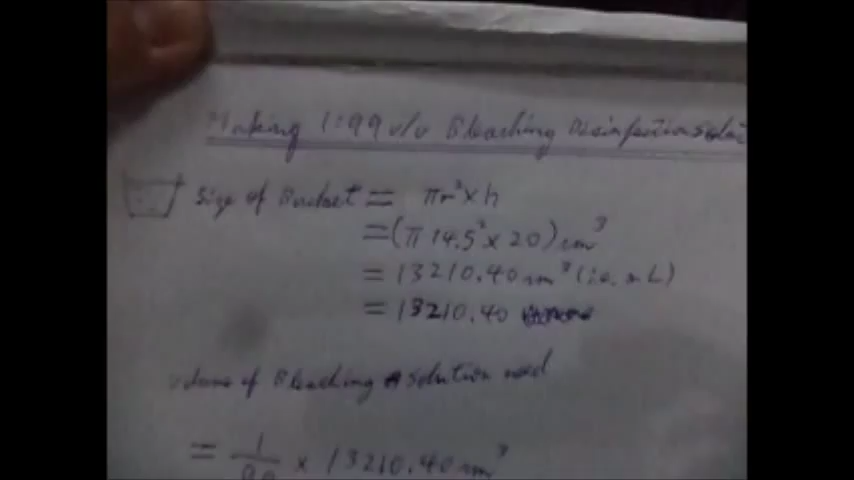 Making 1:99 v/v Bleaching Disinfection
Size of Bucket = πr²×h
=(π 14.5²×20)cm³
= 13210.40 cm³(i.e. mL)
= 13210.40
volume of Bleaching solution need
= 1/99 × 13210.40 cm³